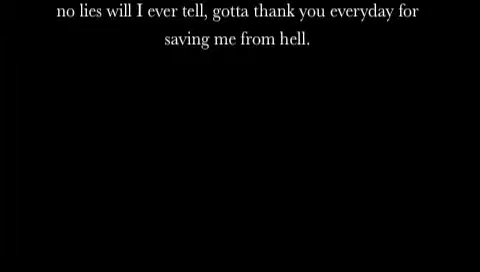 no lies will I ever tell, gotta thank you everyday for
saving me from hell.